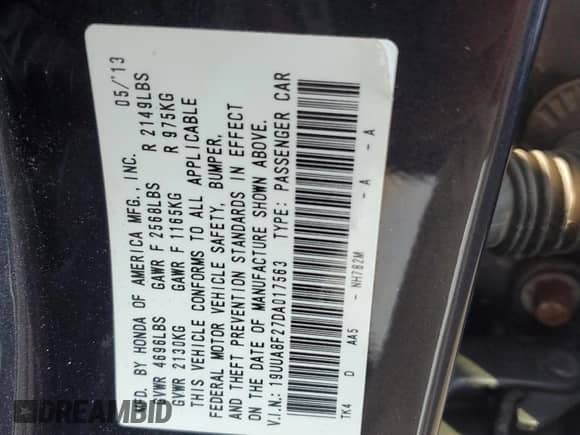 MFD. BY HONDA OF AMERICA MFG., INC. 05/'13
GVWR 4696LBS GAWR F 2568LBS R 2149LBS
GVWR 2130KG GAWR F 1165KG R 975KG
THIS VEHICLE CONFORMS TO ALL APPLICABLE
FEDERAL MOTOR VEHICLE SAFETY, BUMPER,
AND THEFT PREVENTION STANDARDS IN EFFECT
ON THE DATE OF MANUFACTURE SHOWN ABOVE.
V.I.N.: 19UUA8F27DA017563 TYPE: PASSENGER CAR
TK4 D AA5 - NH782M - A - A
DREAMBID